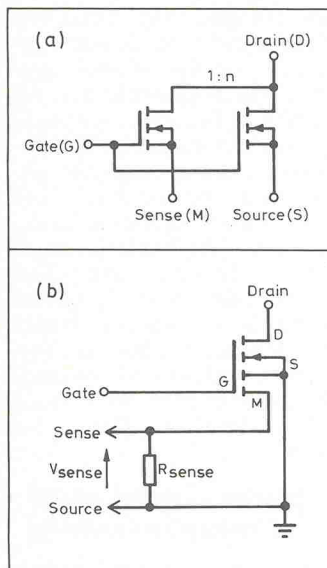 (a)
Drain(D)
1:n
Gate(G)
Sense(M)
Source(S)
(b)
Drain
D
S
G
M
Gate
Sense
Vsense
Rsense
Source